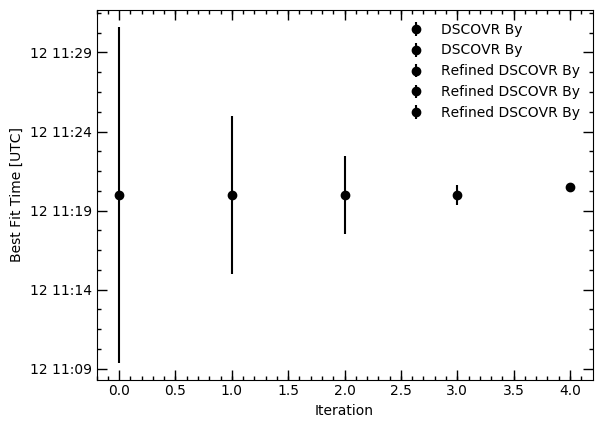 DSCOVR By
DSCOVR By
Refined DSCOVR By
Refined DSCOVR By
Refined DSCOVR By
12 11:29
12 11:24
12 11:19
12 11:14
12 11:09
Best Fit Time [UTC]
0.0 0.5 1.0 1.5 2.0 2.5 3.0 3.5 4.0
Iteration